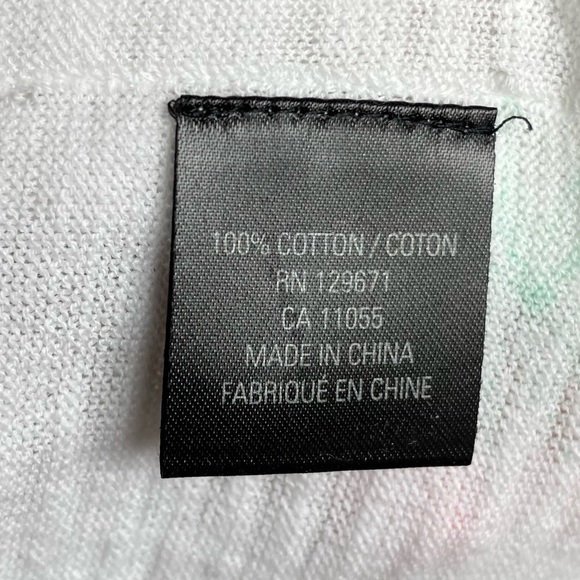 100% COTTON / COTON
RN 129671
CA 11055
MADE IN CHINA
FABRIQUÉ EN CHINE